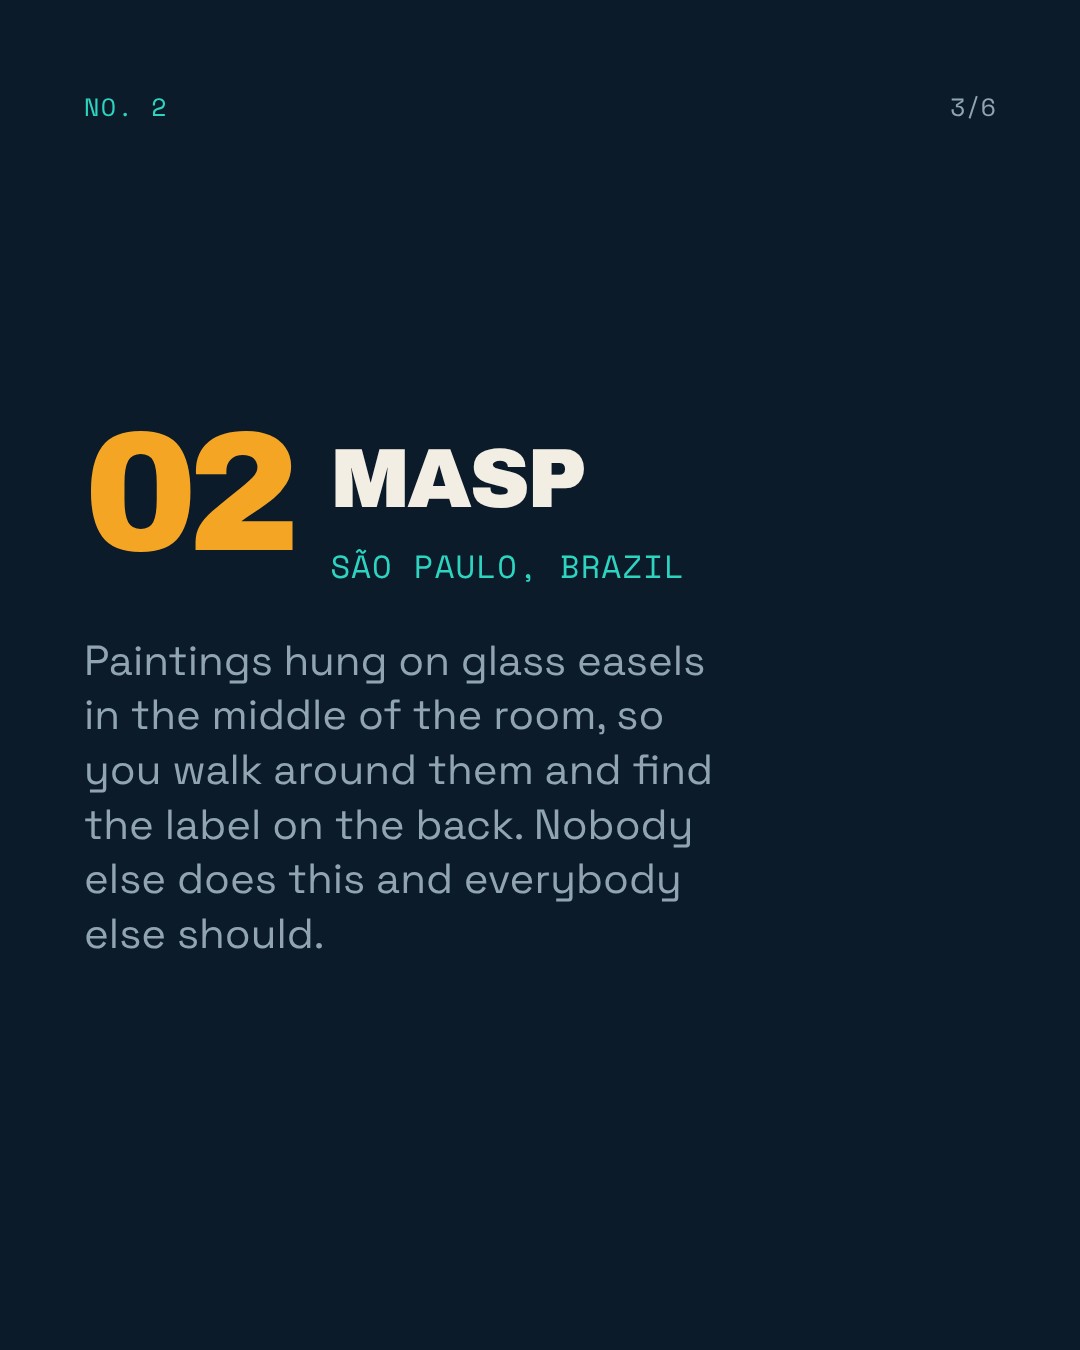 NO. 2
3/6
02
MASP
SÃO PAULO, BRAZIL
Paintings hung on glass easels
in the middle of the room, so
you walk around them and find
the label on the back. Nobody
else does this and everybody
else should.